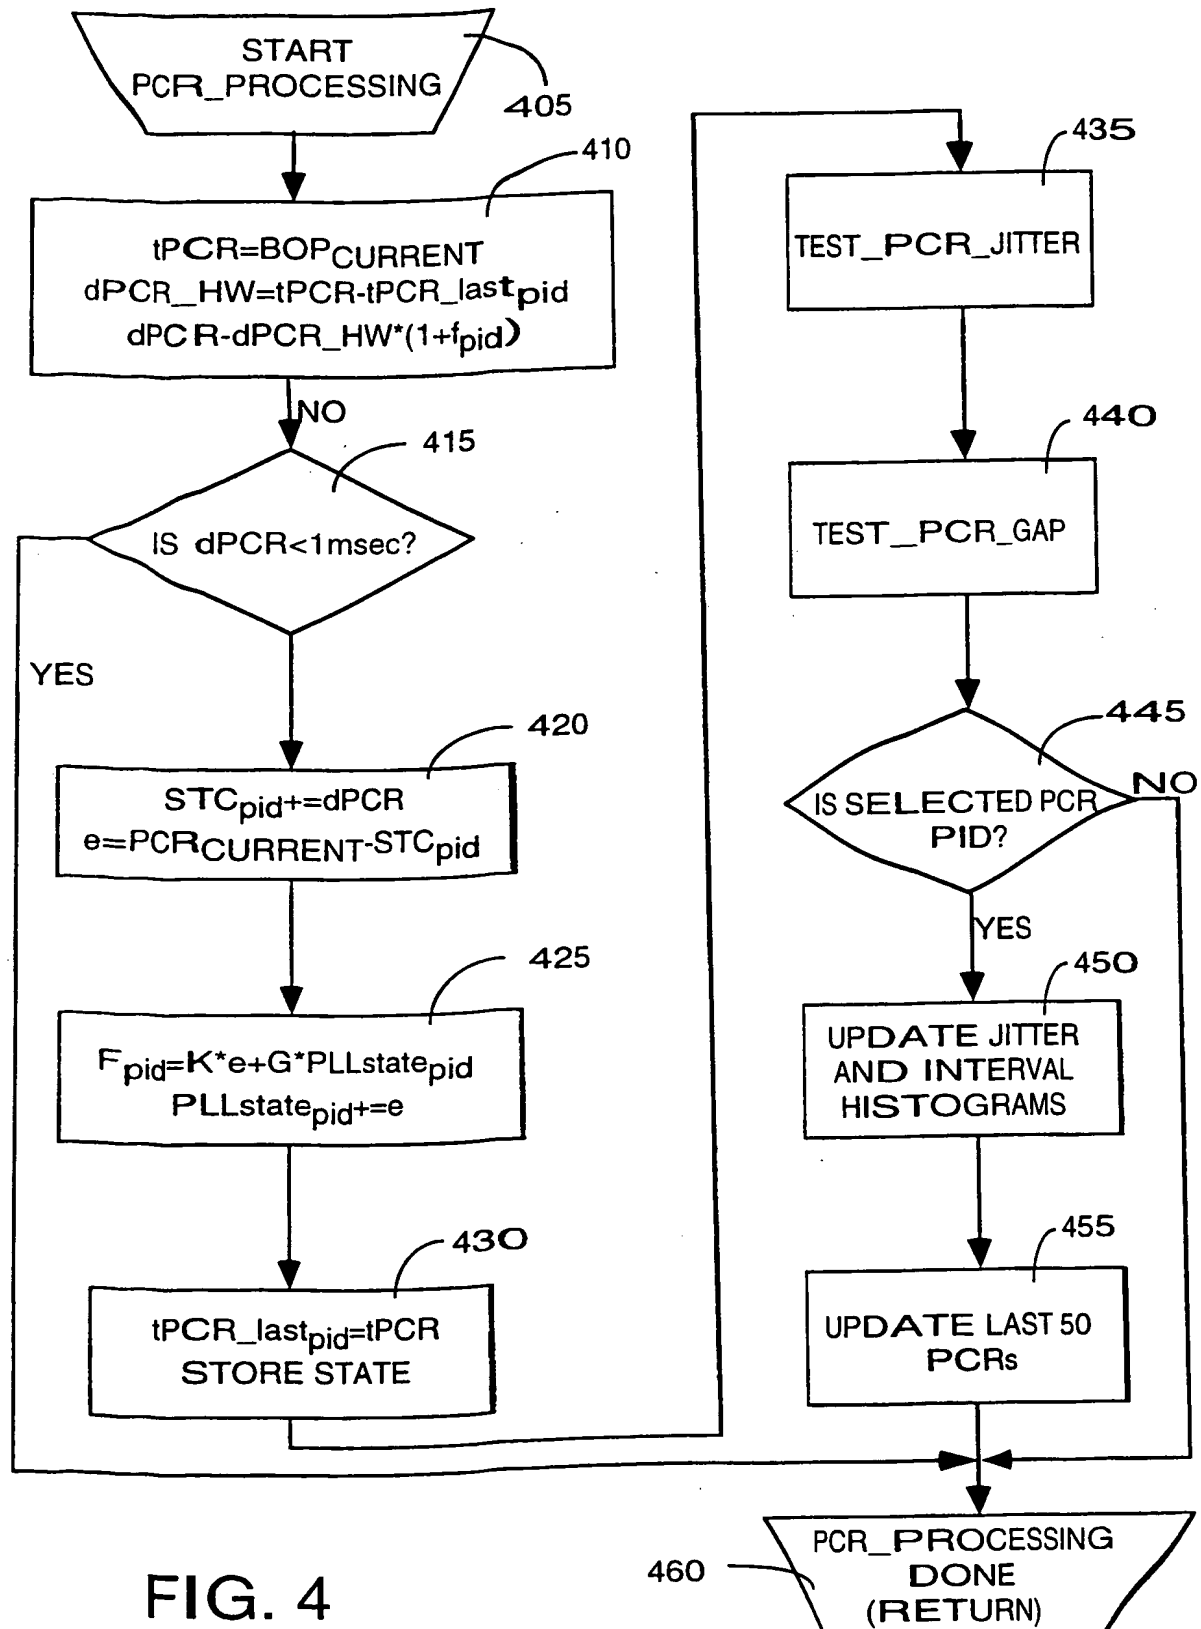 START
PCR_PROCESSING
405
410
tPCR=BOPCURRENT
dPCR_HW=tPCR-tPCR_lastpid
dPCR-dPCR_HW*(1+fpid)
NO
415
IS dPCR<1msec?
YES
420
STCpid+=dPCR
e=PCRCURRENT-STCpid
425
Fpid=K*e+G*PLLstatepid
PLLstatepid+=e
430
tPCR_lastpid=tPCR
STORE STATE
435
TEST_PCR_JITTER
440
TEST_PCR_GAP
445
IS SELECTED PCR
PID?
NO
YES
450
UPDATE JITTER
AND INTERVAL
HISTOGRAMS
455
UPDATE LAST 50
PCRs
460
PCR_PROCESSING
DONE
(RETURN)
FIG. 4